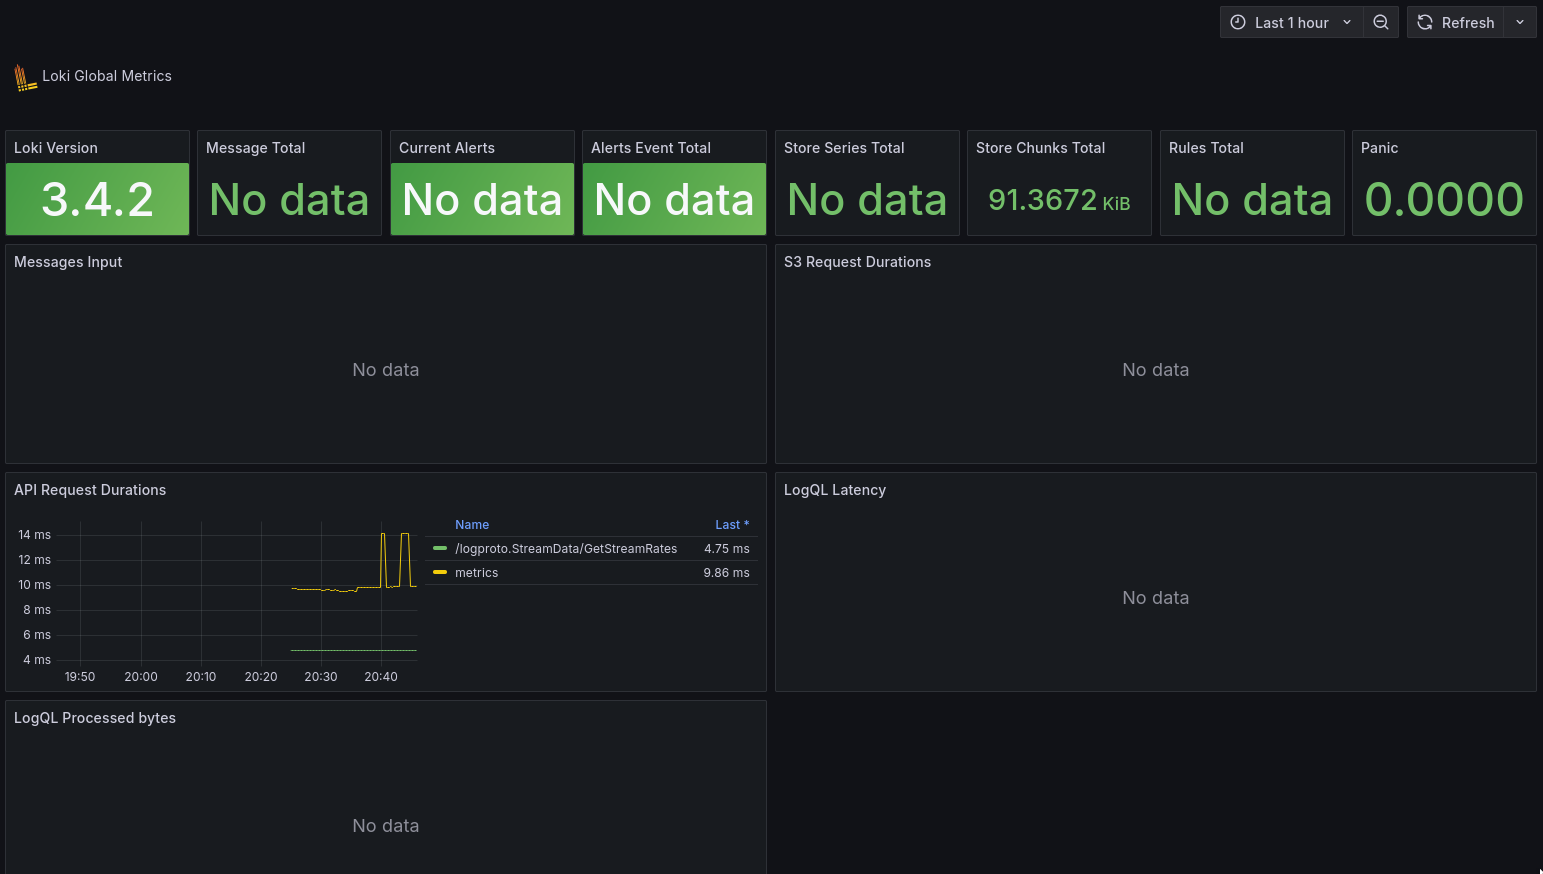 Last 1 hour
Refresh
Loki Global Metrics
Loki Version
Message Total
Current Alerts
Alerts Event Total
Store Series Total
Store Chunks Total
Rules Total
Panic
3.4.2
No data
No data
No data
No data
91.3672 KiB
No data
0.0000
Messages Input
No data
S3 Request Durations
No data
API Request Durations
14 ms
12 ms
10 ms
8 ms
6 ms
4 ms
19:50 20:00 20:10 20:20 20:30 20:40
Name Last *
/logproto.StreamData/GetStreamRates 4.75 ms
metrics 9.86 ms
LogQL Latency
No data
LogQL Processed bytes
No data